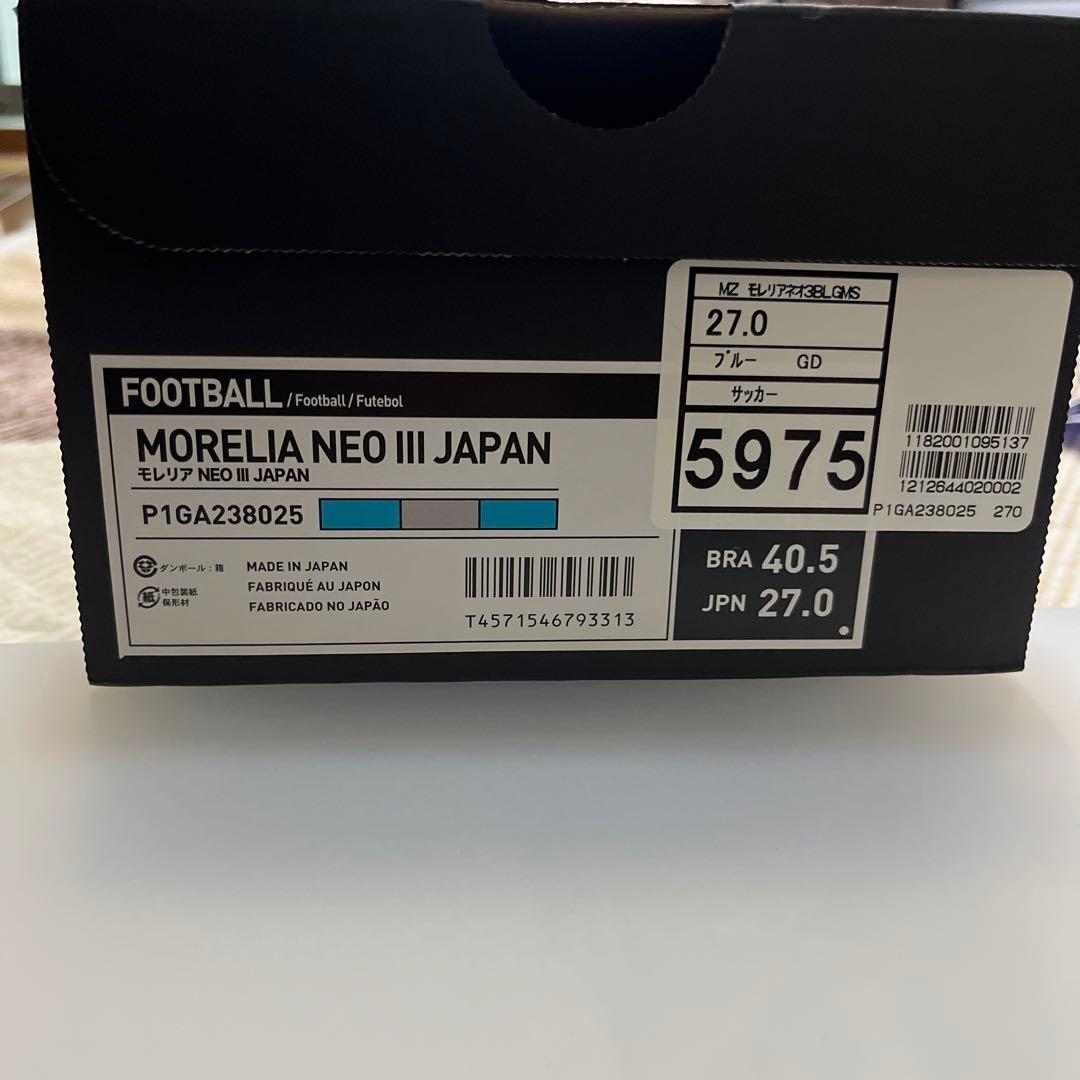 FOOTBALL / Football / Futebol
MORELIA NEO III JAPAN
モレリア NEO III JAPAN
P1GA238025
ダンボール:箱
紙
中包装紙
保形材
MADE IN JAPAN
FABRIQUÉ AU JAPON
FABRICADO NO JAPÃO
T4571546793313
MZ モレリアネオ3BLGMS
27.0
ブルー GD
サッカー
5975
1182001095137
1212644020002
P1GA238025 270
BRA 40.5
JPN 27.0